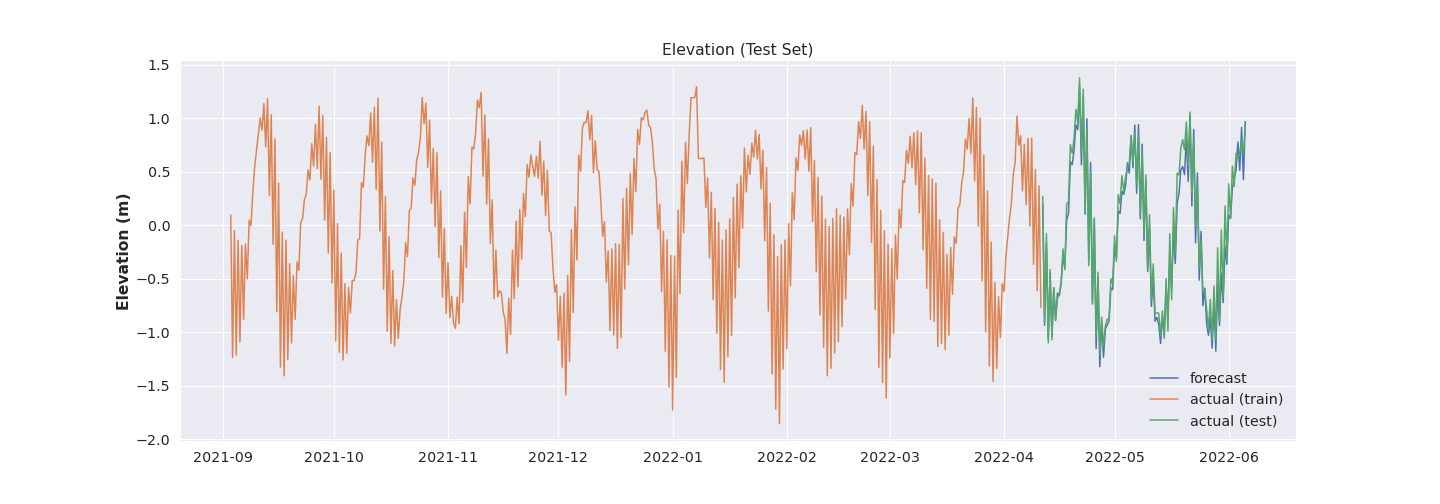 Elevation (Test Set)
1.5
1.0
0.5
0.0
−0.5
−1.0
−1.5
−2.0
Elevation (m)
2021-09 2021-10 2021-11 2021-12 2022-01 2022-02 2022-03 2022-04 2022-05 2022-06
forecast
actual (train)
actual (test)